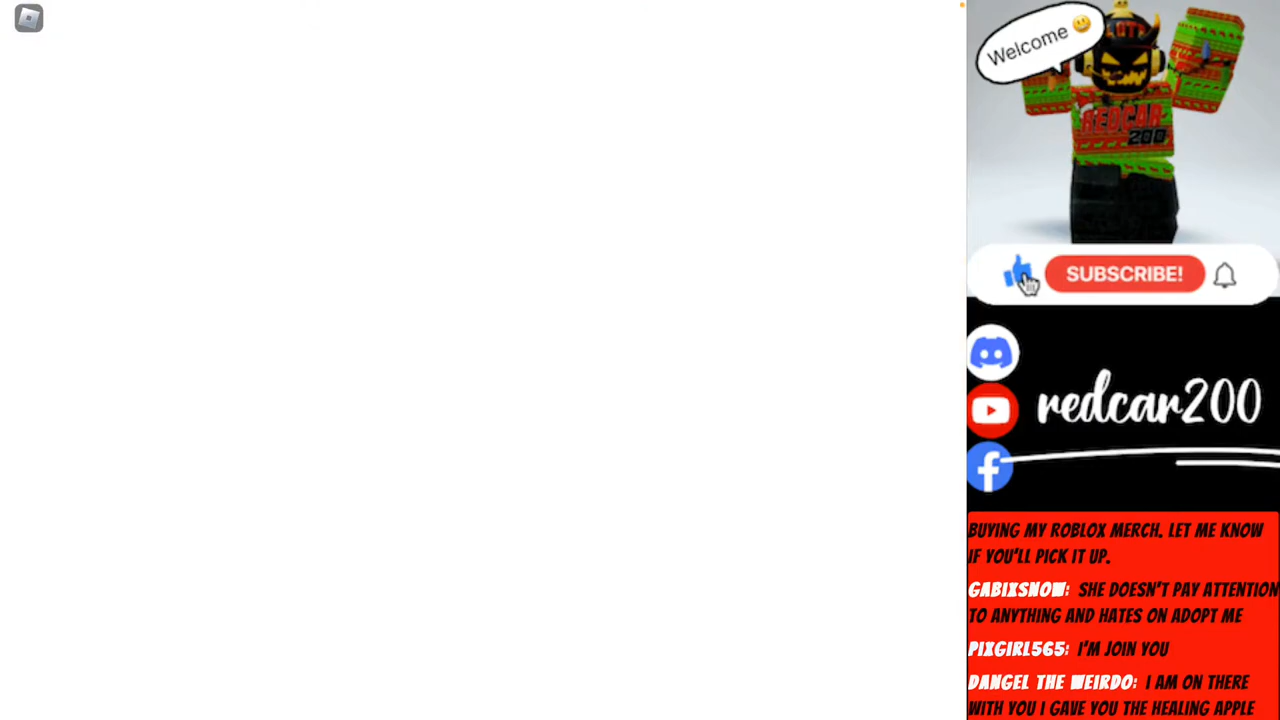 Welcome
LOTR
REDCAR
200
SUBSCRIBE!
redcar200
BUYING MY ROBLOX MERCH. LET ME KNOW
IF YOU'LL PICK IT UP.
GABIXSNOW: SHE DOESN'T PAY ATTENTION
TO ANYTHING AND HATES ON ADOPT ME
PIXGIRL565: I'M JOIN YOU
DANGEL THE WEIRDO: I AM ON THERE
WITH YOU I GAVE YOU THE HEALING APPLE